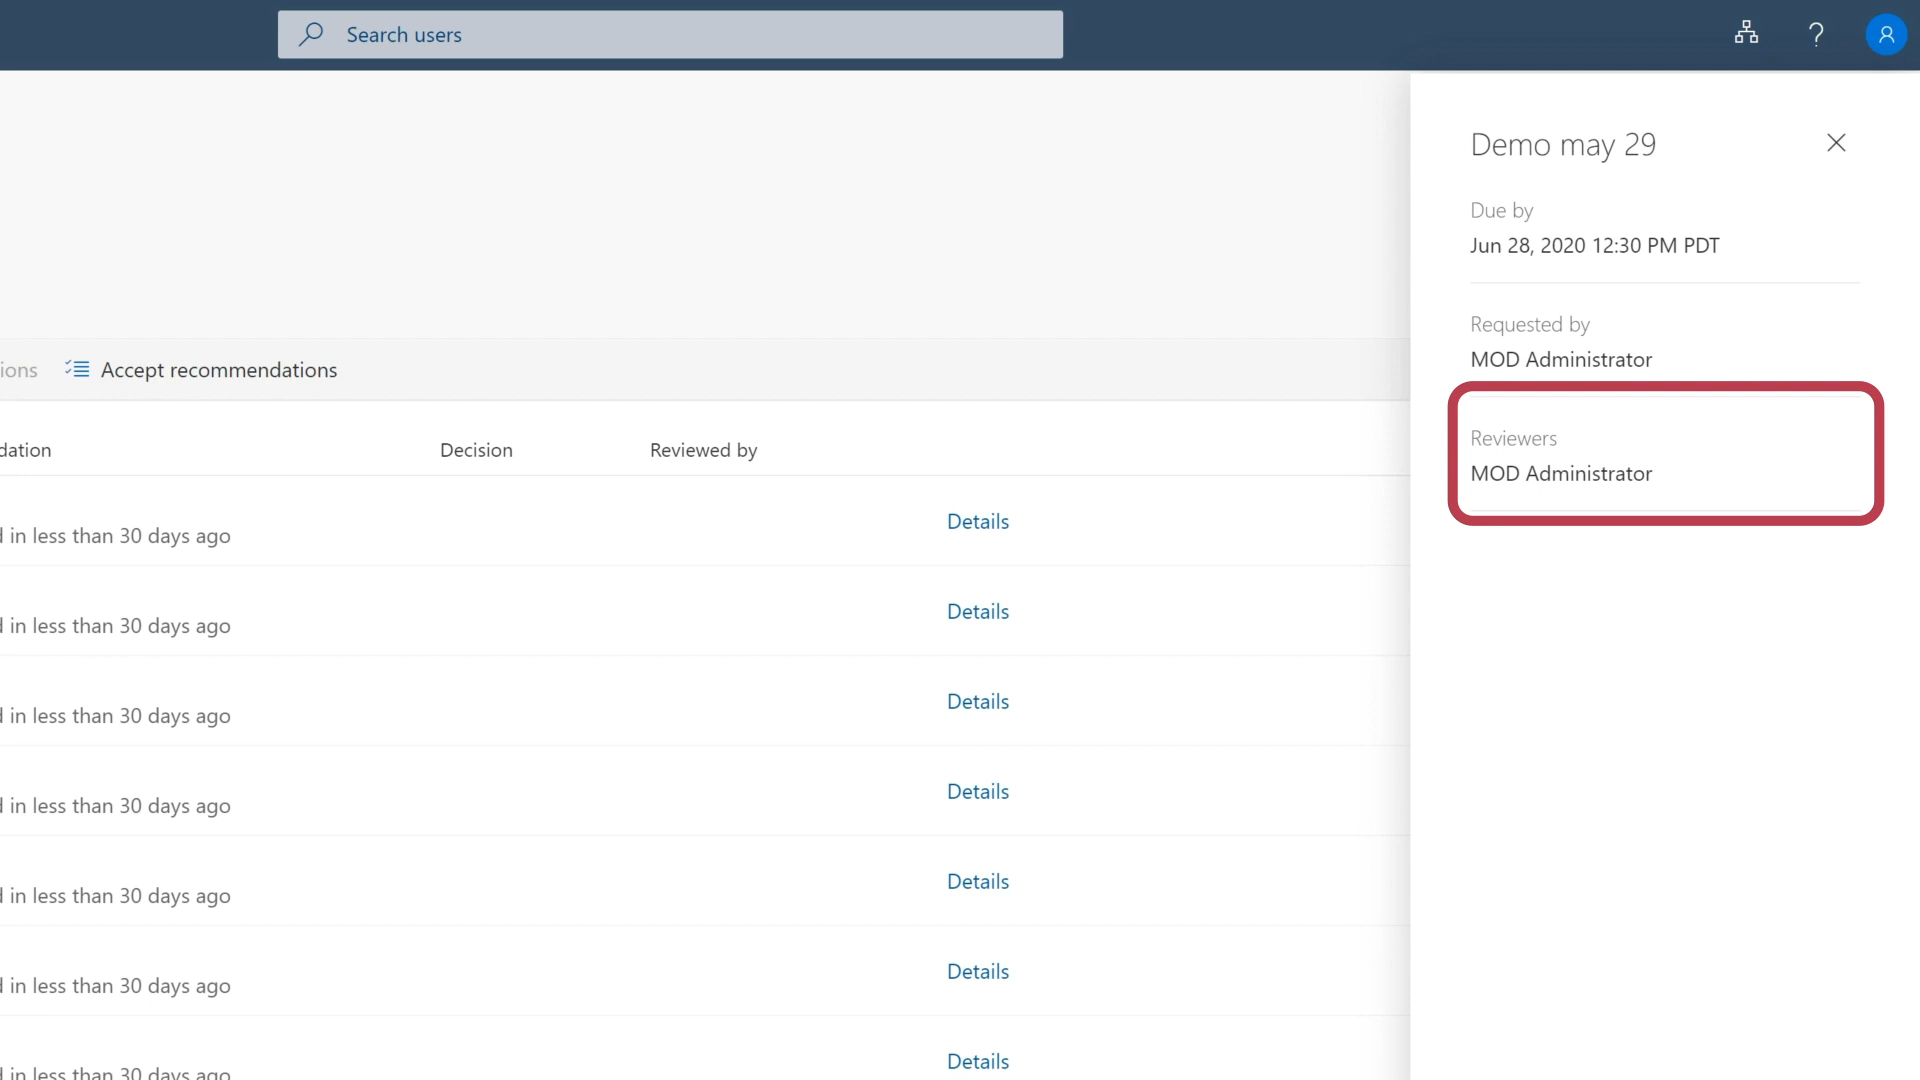 Search users
?
Demo may 29
Due by
Jun 28, 2020 12:30 PM PDT
Requested by
MOD Administrator
Reviewers
MOD Administrator
ions Accept recommendations
dation Decision Reviewed by
Details
d in less than 30 days ago
Details
d in less than 30 days ago
Details
d in less than 30 days ago
Details
d in less than 30 days ago
Details
d in less than 30 days ago
Details
d in less than 30 days ago
Details
d in less than 30 days ago